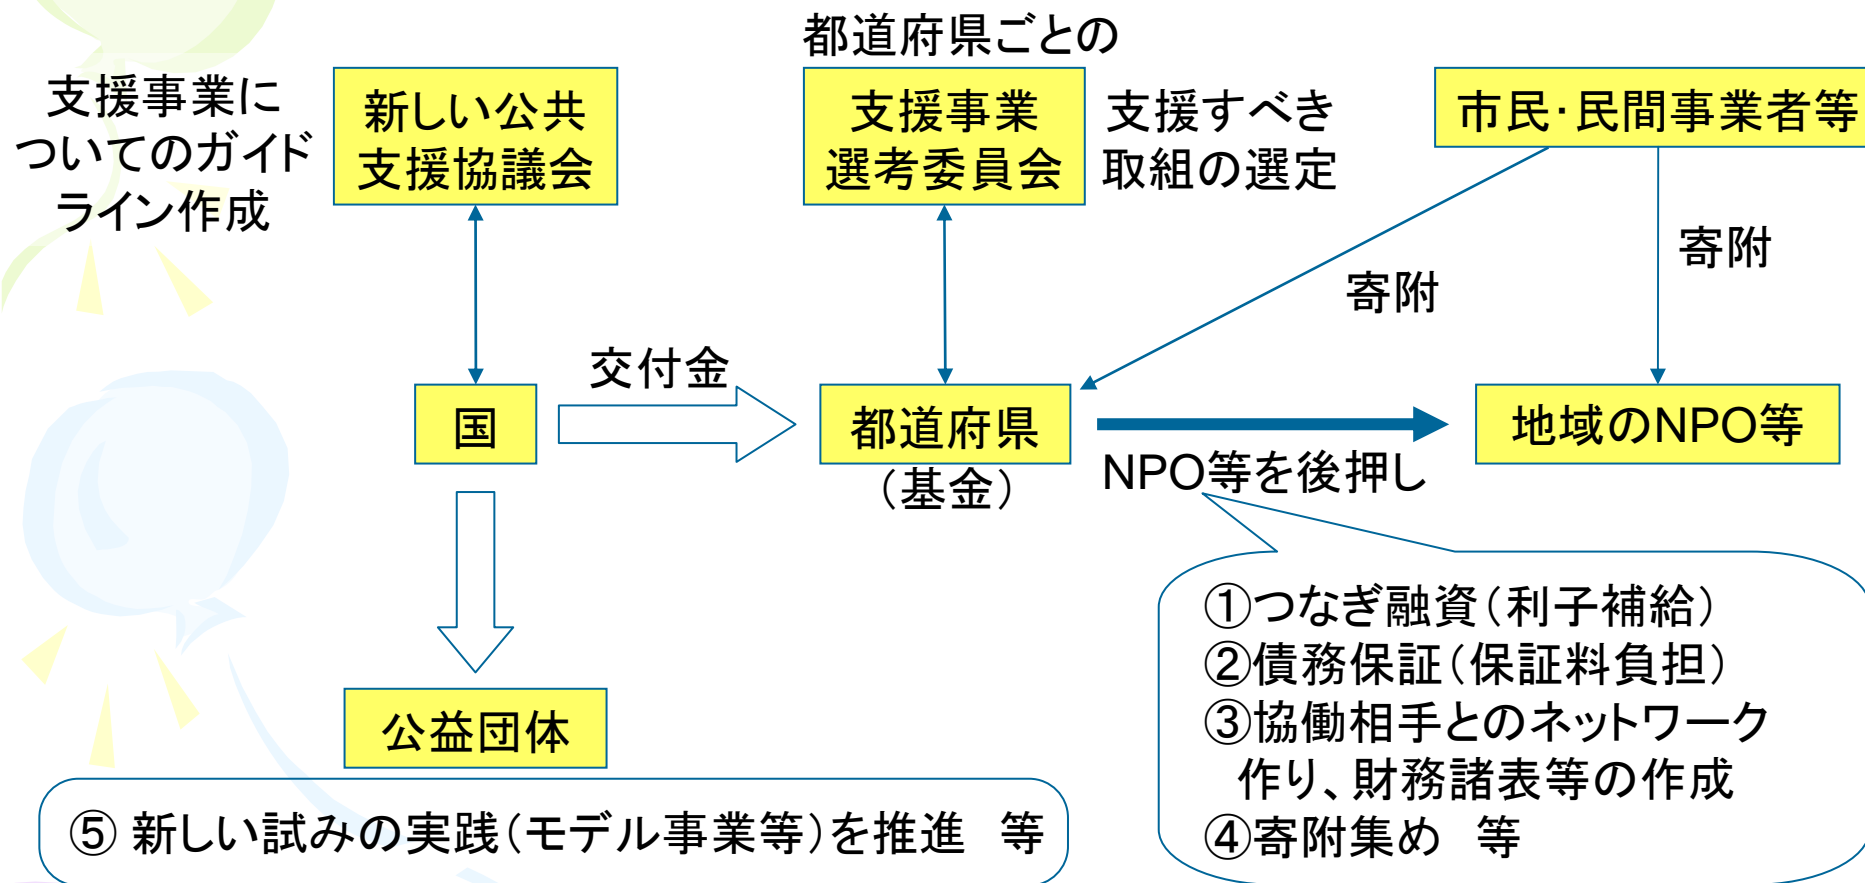 都道府県ごとの
支援事業に
ついてのガイド
ライン作成
新しい公共
支援協議会
支援事業
選考委員会
支援すべき
取組の選定
市民・民間事業者等
寄附
寄附
交付金
国
都道府県
（基金）
NPO等を後押し
地域のNPO等
①つなぎ融資（利子補給）
②債務保証（保証料負担）
③協働相手とのネットワーク
作り、財務諸表等の作成
④寄附集め　等
公益団体
⑤ 新しい試みの実践（モデル事業等）を推進　等